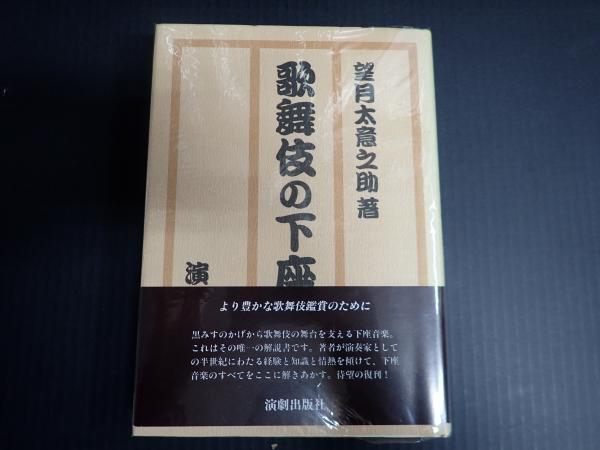 望月太意之助著
歌舞伎の下座
演
より豊かな歌舞伎鑑賞のために
黒みすのかげから歌舞伎の舞台を支える下座音楽。
これはその唯一の解説書です。著者が演奏家として
の半世紀にわたる経験と知識と情熱を傾けて、下座
音楽のすべてをここに解きあかす。待望の復刊！
演劇出版社